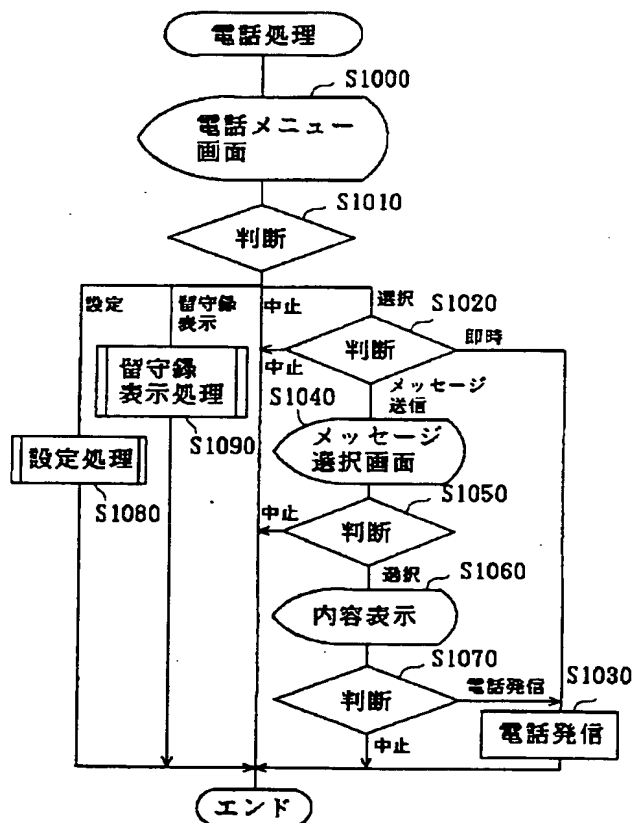 電話処理
S1000
電話メニュー
画面
S1010
判断
設定
留守録
表示
中止
選択
S1020
判断
即時
中止
留守録
表示処理
S1090
メッセージ
送信
S1040
メッセージ
選択画面
設定処理
S1080
S1050
判断
中止
選択
S1060
内容表示
S1070
判断
電話発信
S1030
電話発信
中止
エンド